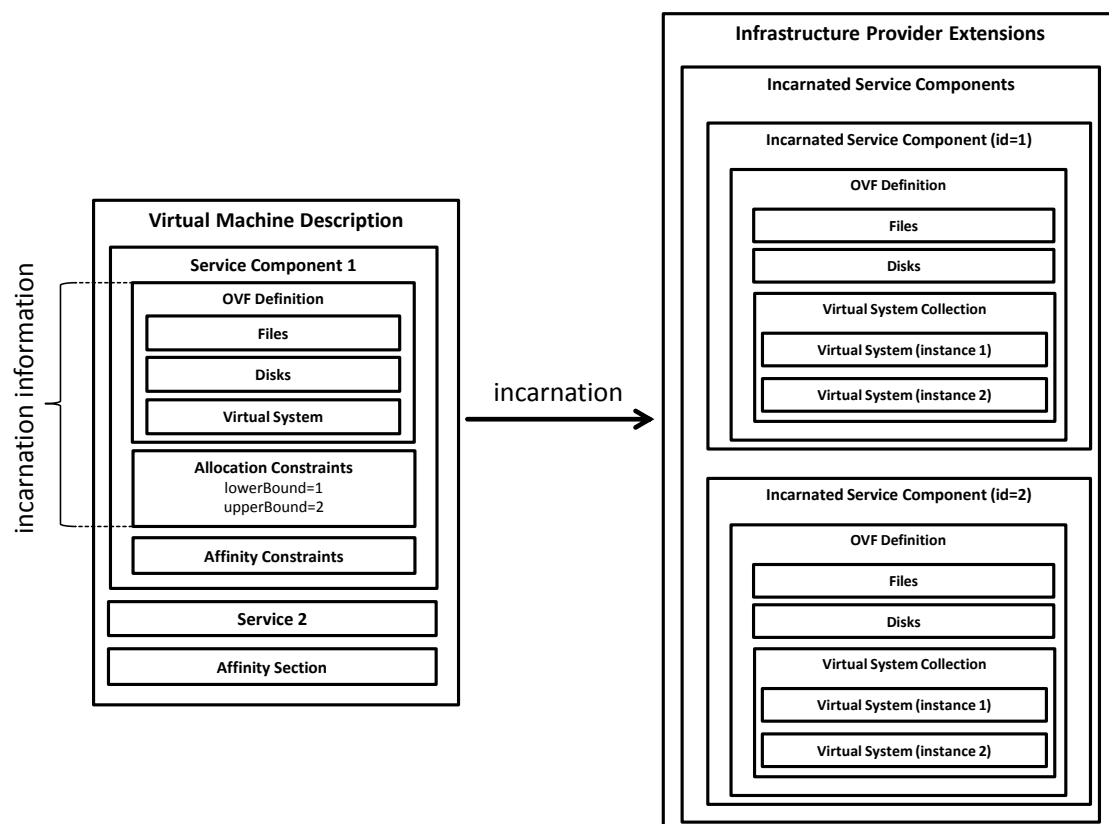 incarnation information
Virtual Machine Description
Service Component 1
OVF Definition
Files
Disks
Virtual System
Allocation Constraints
lowerBound=1
upperBound=2
Affinity Constraints
Service 2
Affinity Section
incarnation
Infrastructure Provider Extensions
Incarnated Service Components
Incarnated Service Component (id=1)
OVF Definition
Files
Disks
Virtual System Collection
Virtual System (instance 1)
Virtual System (instance 2)
Incarnated Service Component (id=2)
OVF Definition
Files
Disks
Virtual System Collection
Virtual System (instance 1)
Virtual System (instance 2)